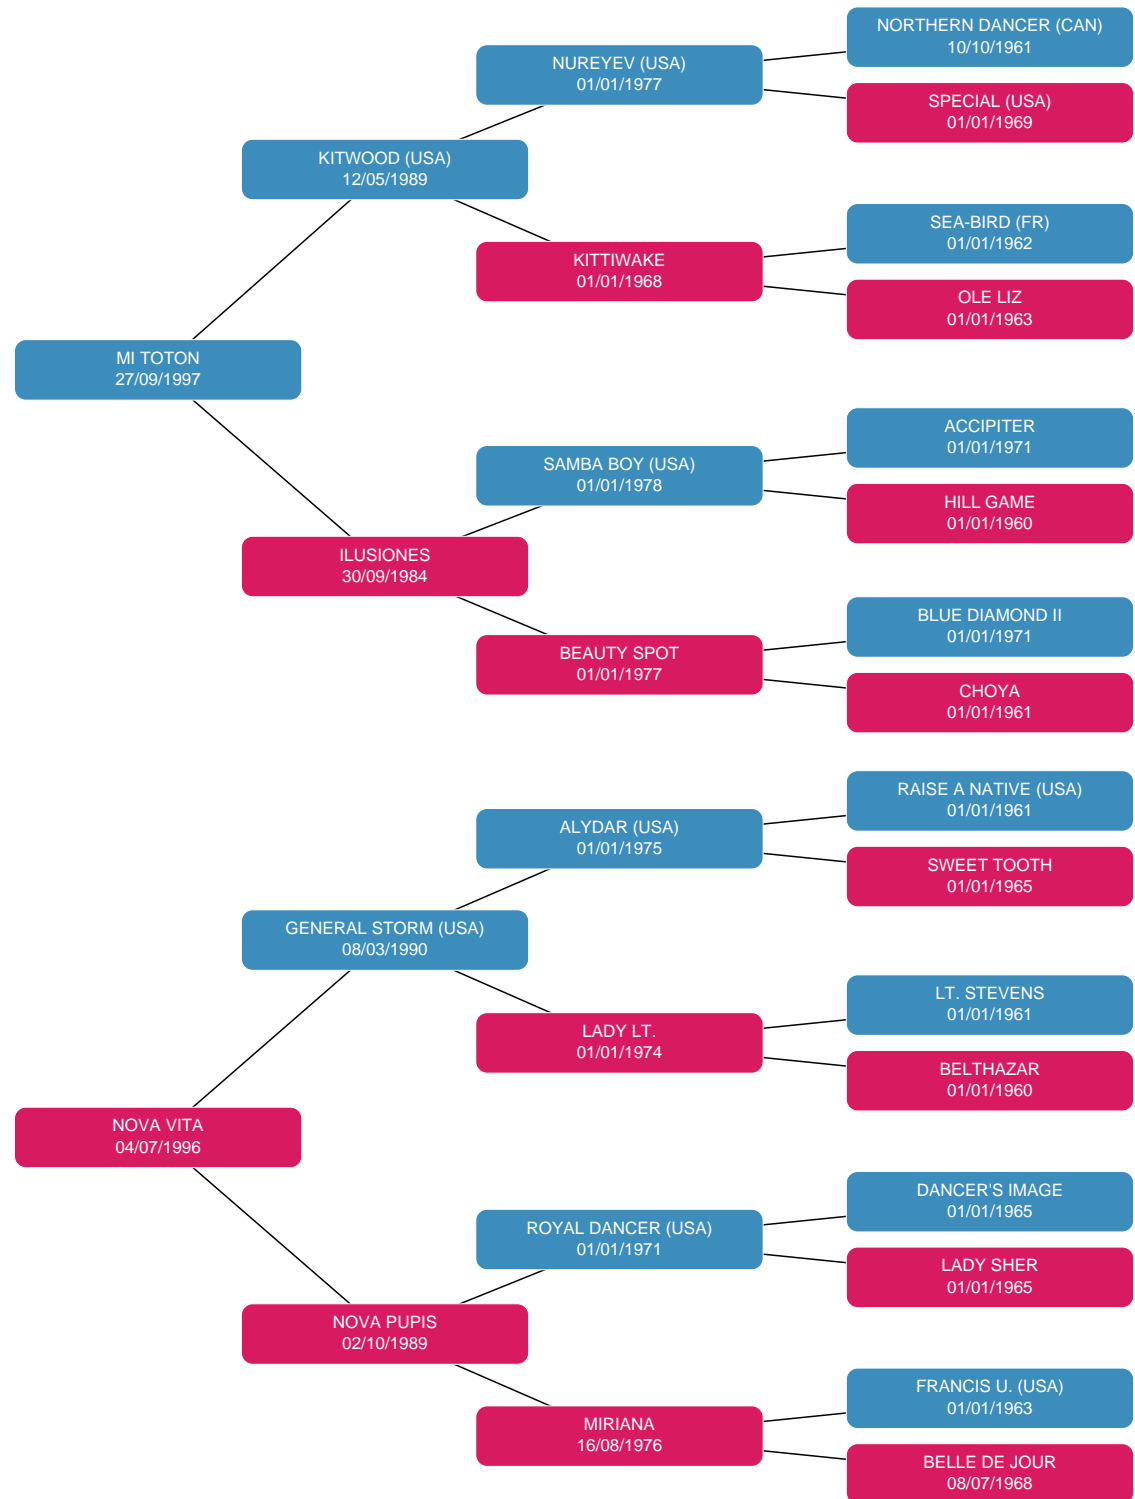 NORTHERN DANCER (CAN)
10/10/1961
NUREYEV (USA)
01/01/1977
SPECIAL (USA)
01/01/1969
KITWOOD (USA)
12/05/1989
SEA-BIRD (FR)
01/01/1962
KITTIWAKE
01/01/1968
OLE LIZ
01/01/1963
MI TOTON
27/09/1997
ACCIPITER
01/01/1971
SAMBA BOY (USA)
01/01/1978
HILL GAME
01/01/1960
ILUSIONES
30/09/1984
BLUE DIAMOND II
01/01/1971
BEAUTY SPOT
01/01/1977
CHOYA
01/01/1961
RAISE A NATIVE (USA)
01/01/1961
ALYDAR (USA)
01/01/1975
SWEET TOOTH
01/01/1965
GENERAL STORM (USA)
08/03/1990
LT. STEVENS
01/01/1961
LADY LT.
01/01/1974
BELTHAZAR
01/01/1960
NOVA VITA
04/07/1996
DANCER'S IMAGE
01/01/1965
ROYAL DANCER (USA)
01/01/1971
LADY SHER
01/01/1965
NOVA PUPIS
02/10/1989
FRANCIS U. (USA)
01/01/1963
MIRIANA
16/08/1976
BELLE DE JOUR
08/07/1968